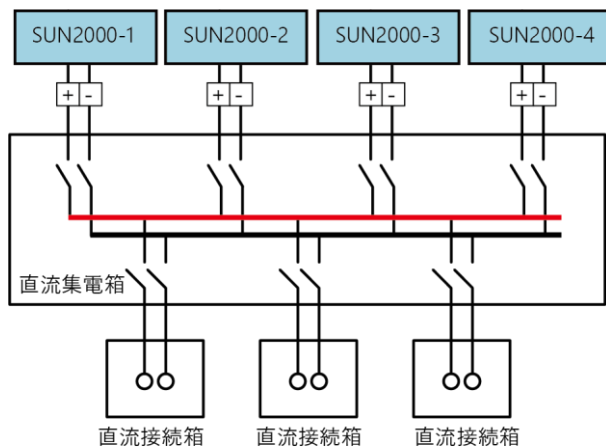 SUN2000-1 SUN2000-2 SUN2000-3 SUN2000-4
+ - + - + - + -
直流集電箱
直流接続箱 直流接続箱 直流接続箱